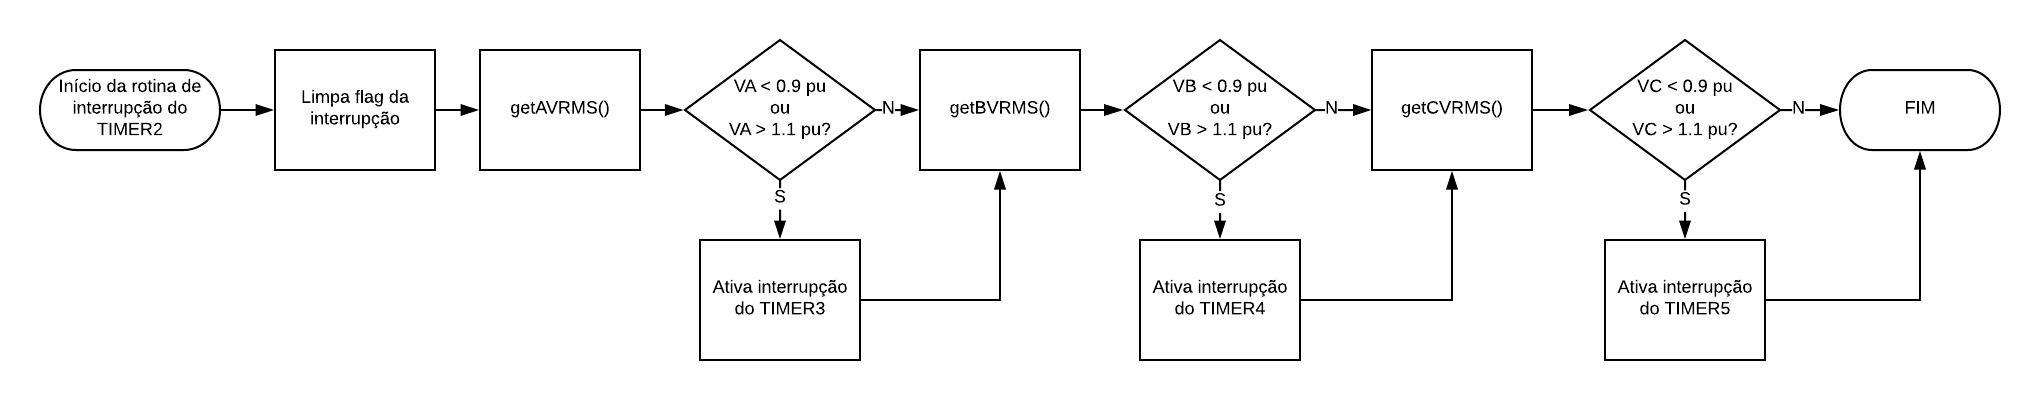 Início da rotina de
interrupção do
TIMER2
Limpa flag da
interrupção
getAVRMS()
VA < 0.9 pu
ou
VA > 1.1 pu?
N
S
Ativa interrupção
do TIMER3
getBVRMS()
VB < 0.9 pu
ou
VB > 1.1 pu?
N
S
Ativa interrupção
do TIMER4
getCVRMS()
VC < 0.9 pu
ou
VC > 1.1 pu?
N
S
Ativa interrupção
do TIMER5
FIM